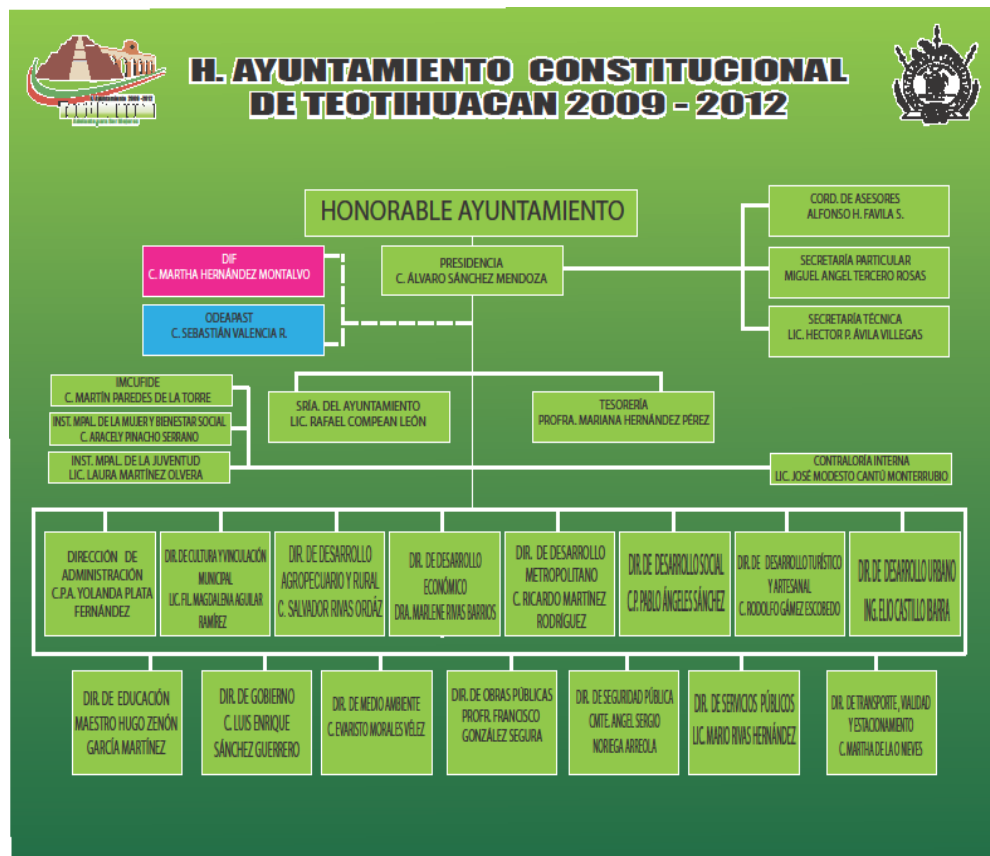 H. AYUNTAMIENTO CONSTITUCIONAL
DE TEOTIHUACAN 2009 - 2012
HONORABLE AYUNTAMIENTO
CORD. DE ASESORES
ALFONSO H. FAVILA S.
DIF
C. MARTHA HERNÁNDEZ MONTALVO
PRESIDENCIA
C. ÁLVARO SÁNCHEZ MENDOZA
SECRETARÍA PARTICULAR
MIGUEL ANGEL TERCERO ROSAS
ODEAPAST
C. SEBASTIÁN VALENCIA R.
SECRETARÍA TÉCNICA
LIC. HECTOR P. ÁVILA VILLEGAS
IMCUFIDE
C. MARTÍN PAREDES DE LA TORRE
SRÍA. DEL AYUNTAMIENTO
LIC. RAFAEL COMPEAN LEÓN
TESORERÍA
PROFRA. MARIANA HERNÁNDEZ PÉREZ
INST. MPAL. DE LA MUJER Y BIENESTAR SOCIAL
C. ARACELY PINACHO SERRANO
INST. MPAL. DE LA JUVENTUD
LIC. LAURA MARTÍNEZ OLVERA
CONTRALORÍA INTERNA
LIC. JOSÉ MODESTO CANTÚ MONTERRUBIO
DIRECCIÓN DE
ADMINISTRACIÓN
C.P.A. YOLANDA PLATA
FERNÁNDEZ
DIR. DE CULTURA Y VINCULACIÓN
MUNICIPAL
LIC. FIL. MAGDALENA AGUILAR
RAMÍREZ
DIR. DE DESARROLLO
AGROPECUARIO Y RURAL
C. SALVADOR RIVAS ORDÁZ
DIR. DE DESARROLLO
ECONÓMICO
DRA. MARLENE RIVAS BARRIOS
DIR. DE DESARROLLO
METROPOLITANO
C. RICARDO MARTÍNEZ
RODRÍGUEZ
DIR. DE DESARROLLO SOCIAL
C.P. PABLO ÁNGELES SÁNCHEZ
DIR. DE DESARROLLO TURÍSTICO
Y ARTESANAL
C. RODOLFO GÁMEZ ESCOBEDO
DIR. DE DESARROLLO URBANO
ING. ELIO CASTILLO IBARRA
DIR. DE EDUCACIÓN
MAESTRO HUGO ZENÓN
GARCÍA MARTÍNEZ
DIR. DE GOBIERNO
C. LUIS ENRIQUE
SÁNCHEZ GUERRERO
DIR. DE MEDIO AMBIENTE
C. EVARISTO MORALES VÉLEZ
DIR. DE OBRAS PÚBLICAS
PROFR. FRANCISCO
GONZÁLEZ SEGURA
DIR. DE SEGURIDAD PÚBLICA
CMTE. ANGEL SERGIO
NORIEGA ARREOLA
DIR. DE SERVICIOS PÚBLICOS
LIC. MARIO RIVAS HERNÁNDEZ
DIR. DE TRANSPORTE, VIALIDAD
Y ESTACIONAMIENTO
C. MARTHA DE LA O NIEVES